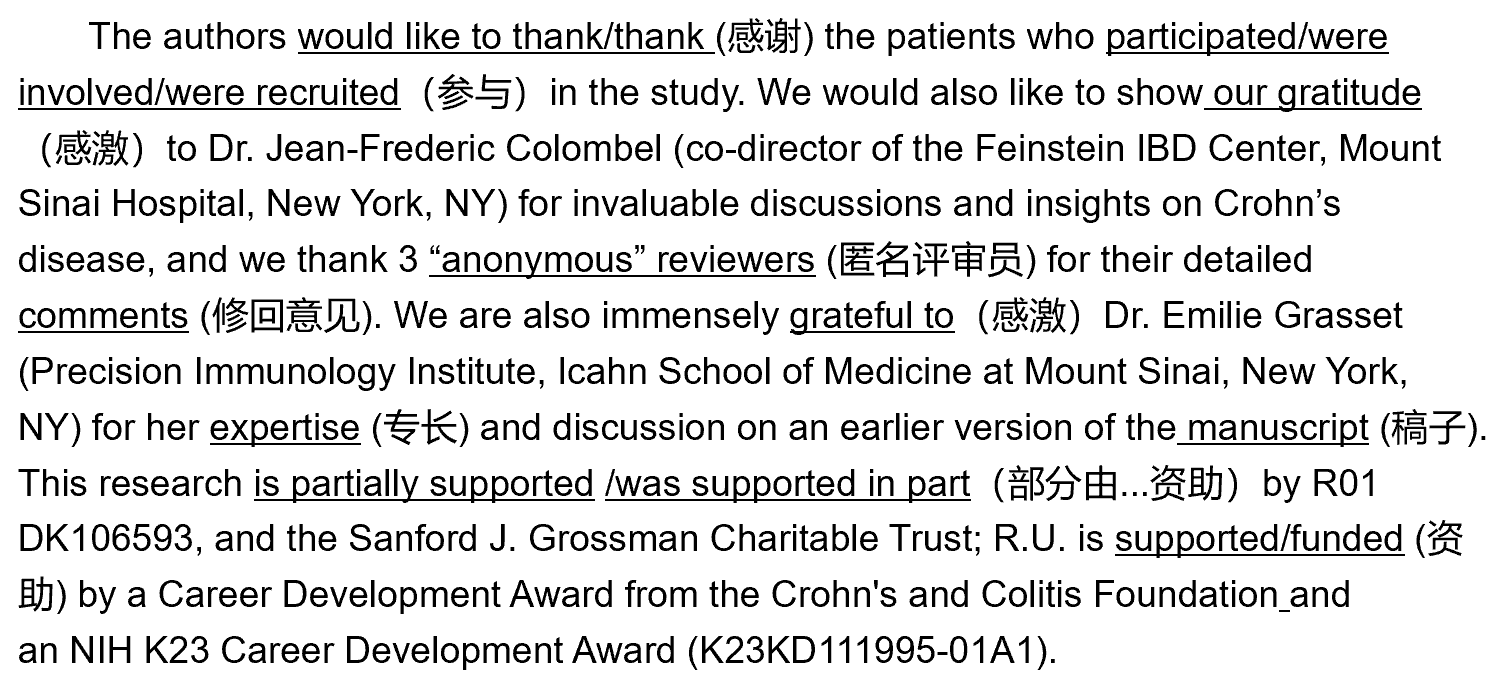 The authors would like to thank/thank (感谢) the patients who participated/were
involved/were recruited（参与）in the study. We would also like to show our gratitude
（感激）to Dr. Jean-Frederic Colombel (co-director of the Feinstein IBD Center, Mount
Sinai Hospital, New York, NY) for invaluable discussions and insights on Crohn’s
disease, and we thank 3 “anonymous” reviewers (匿名评审员) for their detailed
comments (修回意见). We are also immensely grateful to（感激）Dr. Emilie Grasset
(Precision Immunology Institute, Icahn School of Medicine at Mount Sinai, New York,
NY) for her expertise (专长) and discussion on an earlier version of the manuscript (稿子).
This research is partially supported /was supported in part（部分由...资助）by R01
DK106593, and the Sanford J. Grossman Charitable Trust; R.U. is supported/funded (资
助) by a Career Development Award from the Crohn's and Colitis Foundation and
an NIH K23 Career Development Award (K23KD111995-01A1).